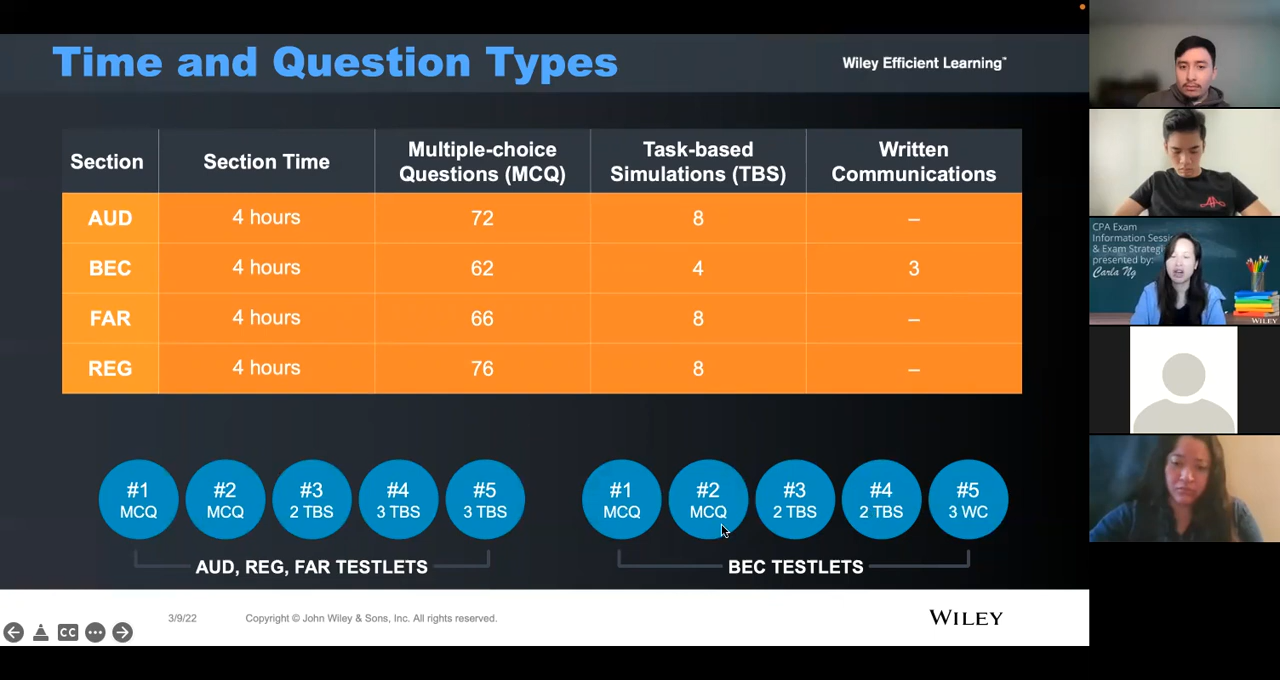 Time and Question Types
Wiley Efficient Learning™
Section Section Time Multiple-choice Questions (MCQ) Task-based Simulations (TBS) Written Communications
AUD 4 hours 72 8 –
BEC 4 hours 62 4 3
FAR 4 hours 66 8 –
REG 4 hours 76 8 –
#1 #2 #3 #4 #5
MCQ MCQ 2 TBS 3 TBS 3 TBS
AUD, REG, FAR TESTLETS
#1 #2 #3 #4 #5
MCQ MCQ 2 TBS 2 TBS 3 WC
BEC TESTLETS
3/9/22 Copyright © John Wiley & Sons, Inc. All rights reserved.
WILEY
CC
CPA Exam
Information
& Exam
presented by:
Carla Ng
WILEY